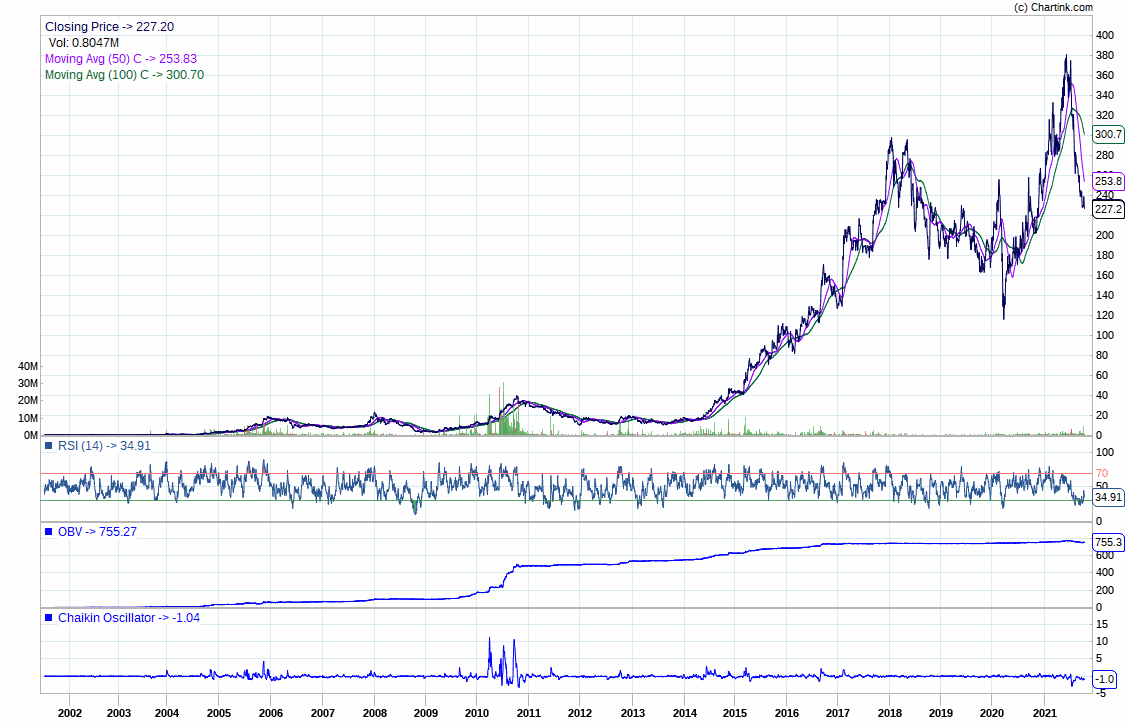 (c) Chartink.com
Closing Price -> 227.20
Vol: 0.8047M
Moving Avg (50) C -> 253.83
Moving Avg (100) C -> 300.70
400
380
360
340
320
300.7
280
253.8
240
227.2
200
180
160
140
120
100
80
60
40
20
0
40M
30M
20M
10M
0M
RSI (14) -> 34.91
100
70
50
34.91
0
OBV -> 755.27
755.3
600
400
200
0
Chaikin Oscillator -> -1.04
15
10
5
-1.0
-5
2002 2003 2004 2005 2006 2007 2008 2009 2010 2011 2012 2013 2014 2015 2016 2017 2018 2019 2020 2021